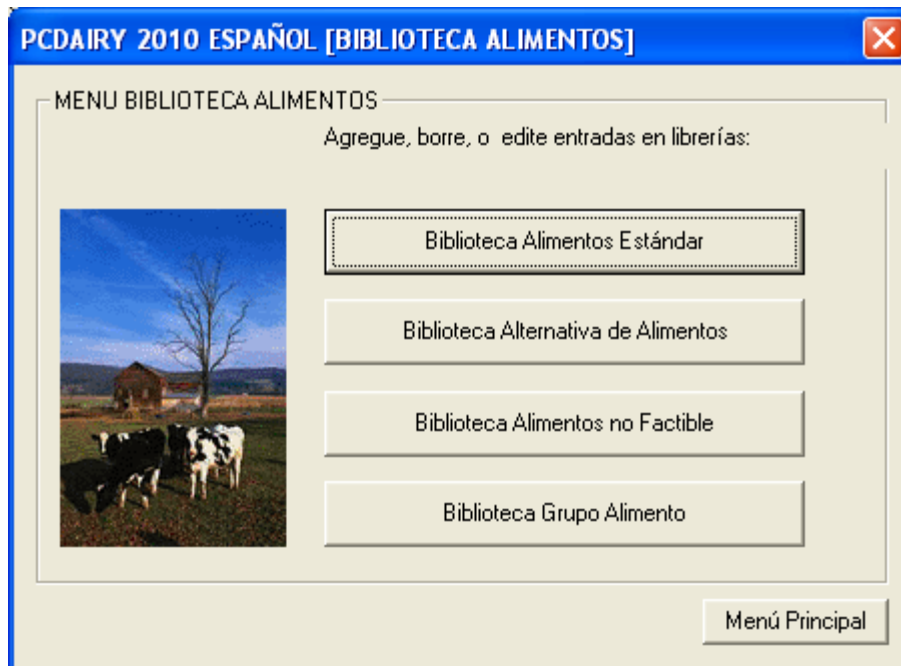 PCDAIRY 2010 ESPAÑOL [BIBLIOTECA ALIMENTOS]
MENU BIBLIOTECA ALIMENTOS
Agregue, borre, o edite entradas en librerías:
Biblioteca Alimentos Estándar
Biblioteca Alternativa de Alimentos
Biblioteca Alimentos no Factible
Biblioteca Grupo Alimento
Menú Principal